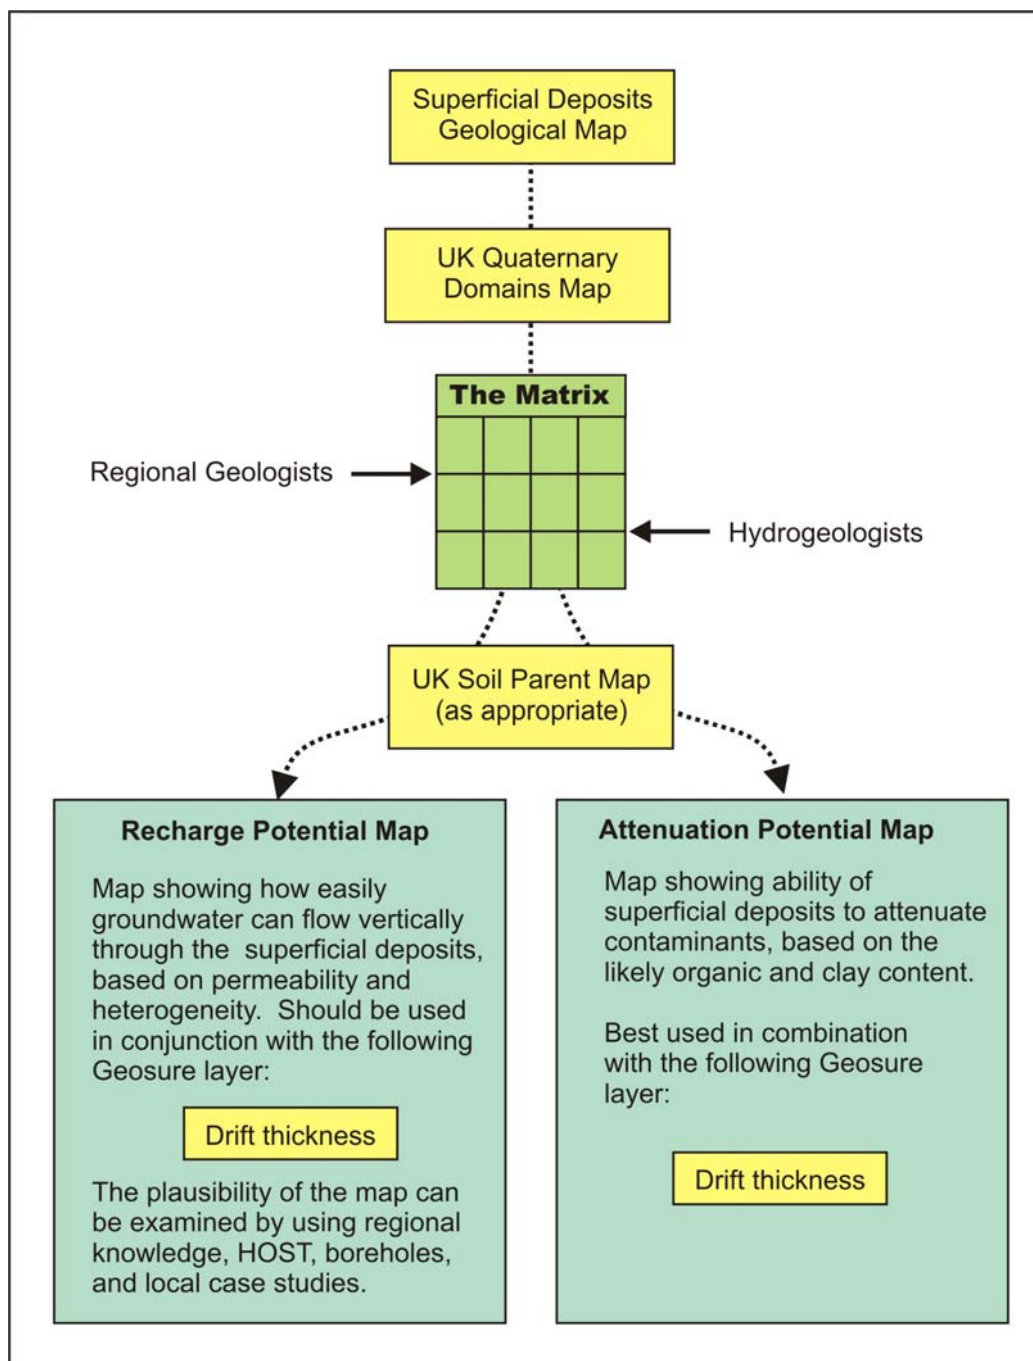 Superficial Deposits
Geological Map
UK Quaternary
Domains Map
The Matrix
Regional Geologists
Hydrogeologists
UK Soil Parent Map
(as appropriate)
Recharge Potential Map
Map showing how easily
groundwater can flow vertically
through the superficial deposits,
based on permeability and
heterogeneity. Should be used
in conjunction with the following
Geosure layer:
Drift thickness
The plausibility of the map can
be examined by using regional
knowledge, HOST, boreholes,
and local case studies.
Attenuation Potential Map
Map showing ability of
superficial deposits to attenuate
contaminants, based on the
likely organic and clay content.
Best used in combination
with the following Geosure
layer:
Drift thickness